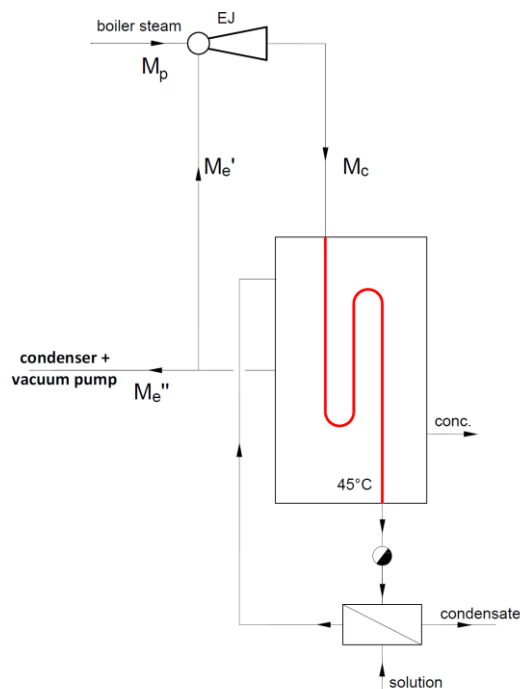 EJ
boiler steam
Mp
Me'
Mc
condenser +
vacuum pump
Me"
conc.
45°C
condensate
solution